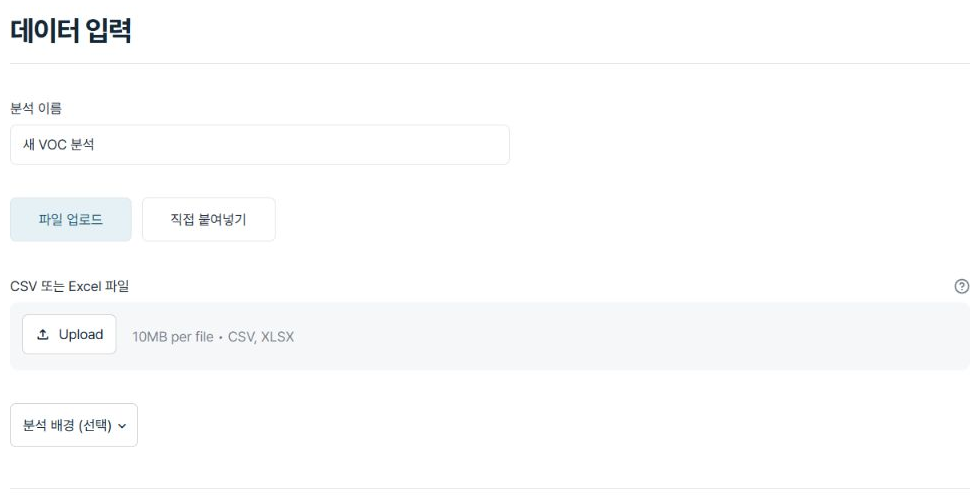 데이터 입력
분석 이름
새 VOC 분석
파일 업로드 직접 붙여넣기
CSV 또는 Excel 파일
Upload 10MB per file • CSV, XLSX
분석 배경 (선택)